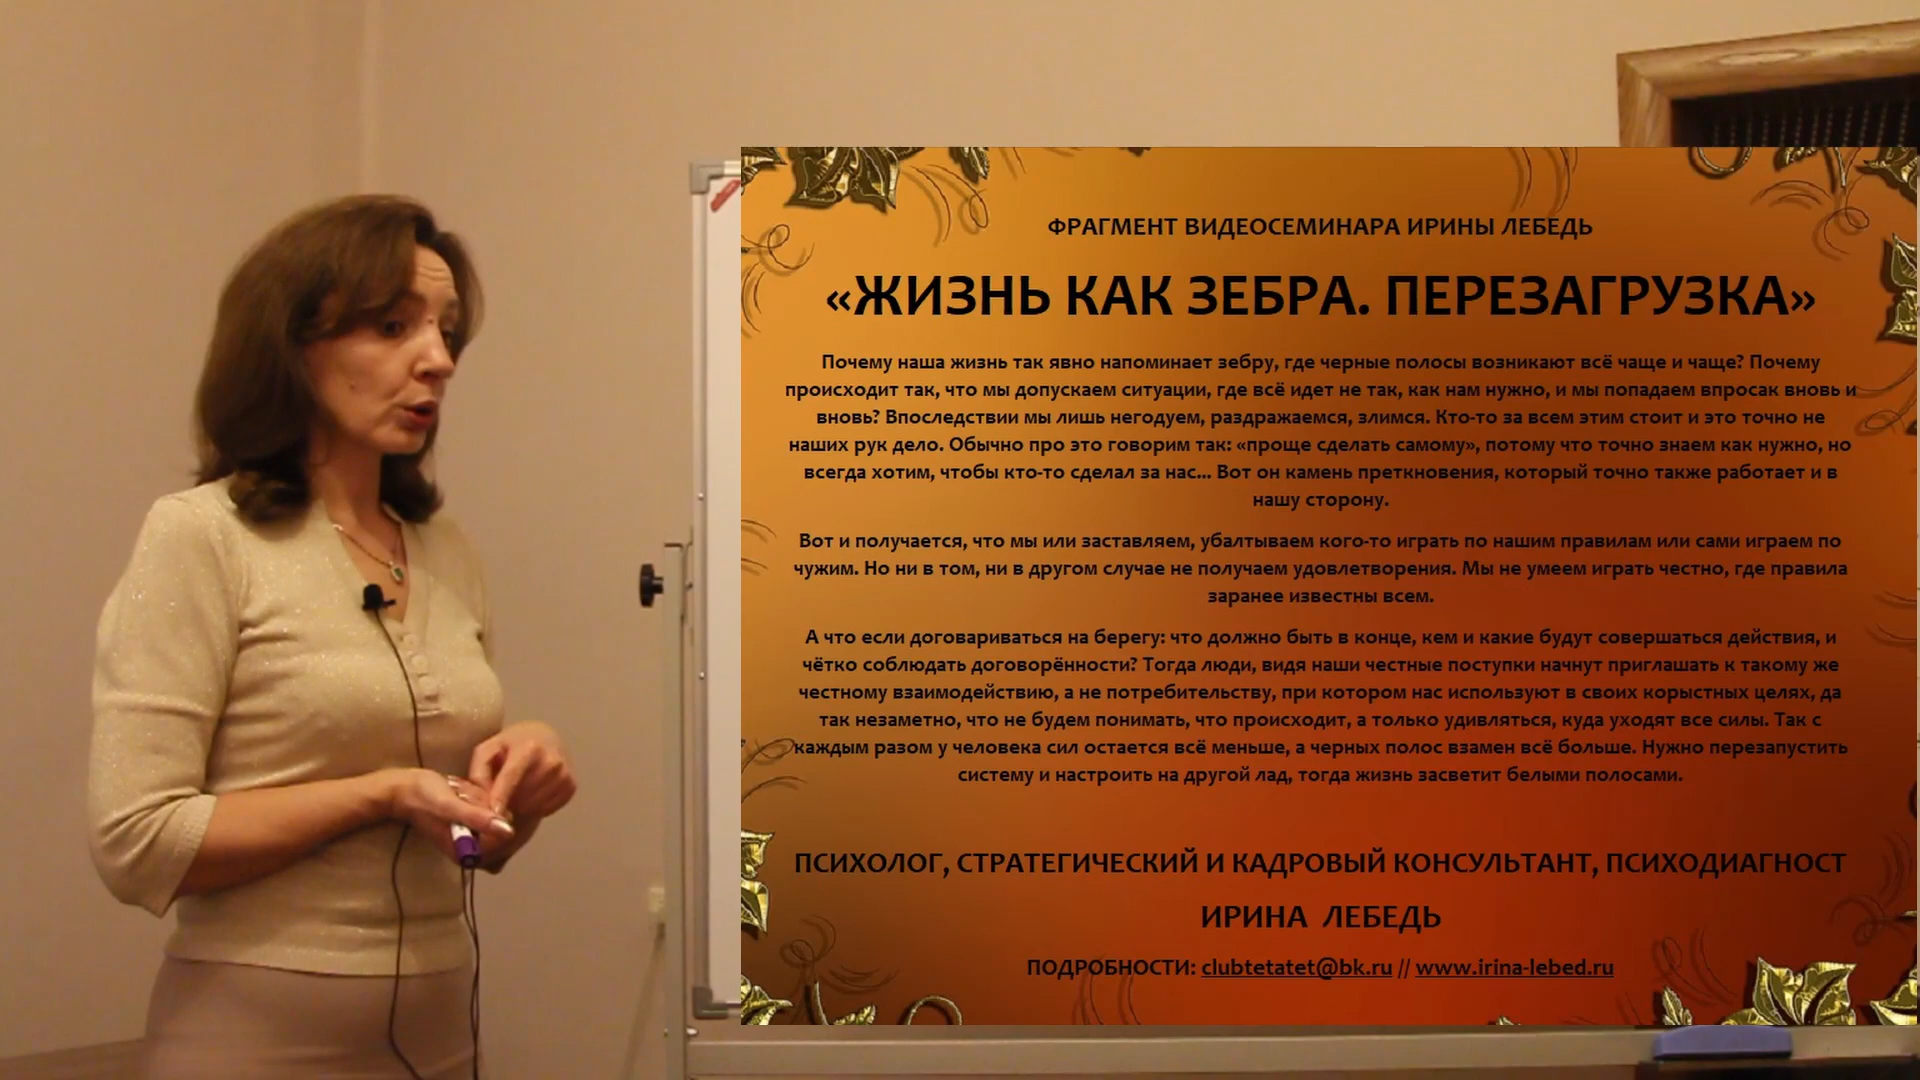 ФРАГМЕНТ ВИДЕОСЕМИНАРА ИРИНЫ ЛЕБЕДЬ
«ЖИЗНЬ КАК ЗЕБРА. ПЕРЕЗАГРУЗКА»
Почему наша жизнь так явно напоминает зебру, где черные полосы возникают всё чаще и чаще? Почему
происходит так, что мы допускаем ситуации, где всё идет не так, как нам нужно, и мы попадаем впросак вновь и
вновь? Впоследствии мы лишь негодуем, раздражаемся, злимся. Кто-то за всем этим стоит и это точно не
наших рук дело. Обычно про это говорим так: «проще сделать самому», потому что точно знаем как нужно, но
всегда хотим, чтобы кто-то сделал за нас... Вот он камень преткновения, который точно также работает и в
нашу сторону.
Вот и получается, что мы или заставляем, убалтываем кого-то играть по нашим правилам или сами играем по
чужим. Но ни в том, ни в другом случае не получаем удовлетворения. Мы не умеем играть честно, где правила
заранее известны всем.
А что если договариваться на берегу: что должно быть в конце, кем и какие будут совершаться действия, и
чётко соблюдать договорённости? Тогда люди, видя наши честные поступки начнут приглашать к такому же
честному взаимодействию, а не потребительству, при котором нас используют в своих корыстных целях, да
так незаметно, что не будем понимать, что происходит, а только удивляться, куда уходят все силы. Так с
каждым разом у человека сил остается всё меньше, а черных полос взамен всё больше. Нужно перезапустить
систему и настроить на другой лад, тогда жизнь засветит белыми полосами.
ПСИХОЛОГ, СТРАТЕГИЧЕСКИЙ И КАДРОВЫЙ КОНСУЛЬТАНТ, ПСИХОДИАГНОСТ
ИРИНА ЛЕБЕДЬ
ПОДРОБНОСТИ: clubtetatet@bk.ru // www.irina-lebed.ru